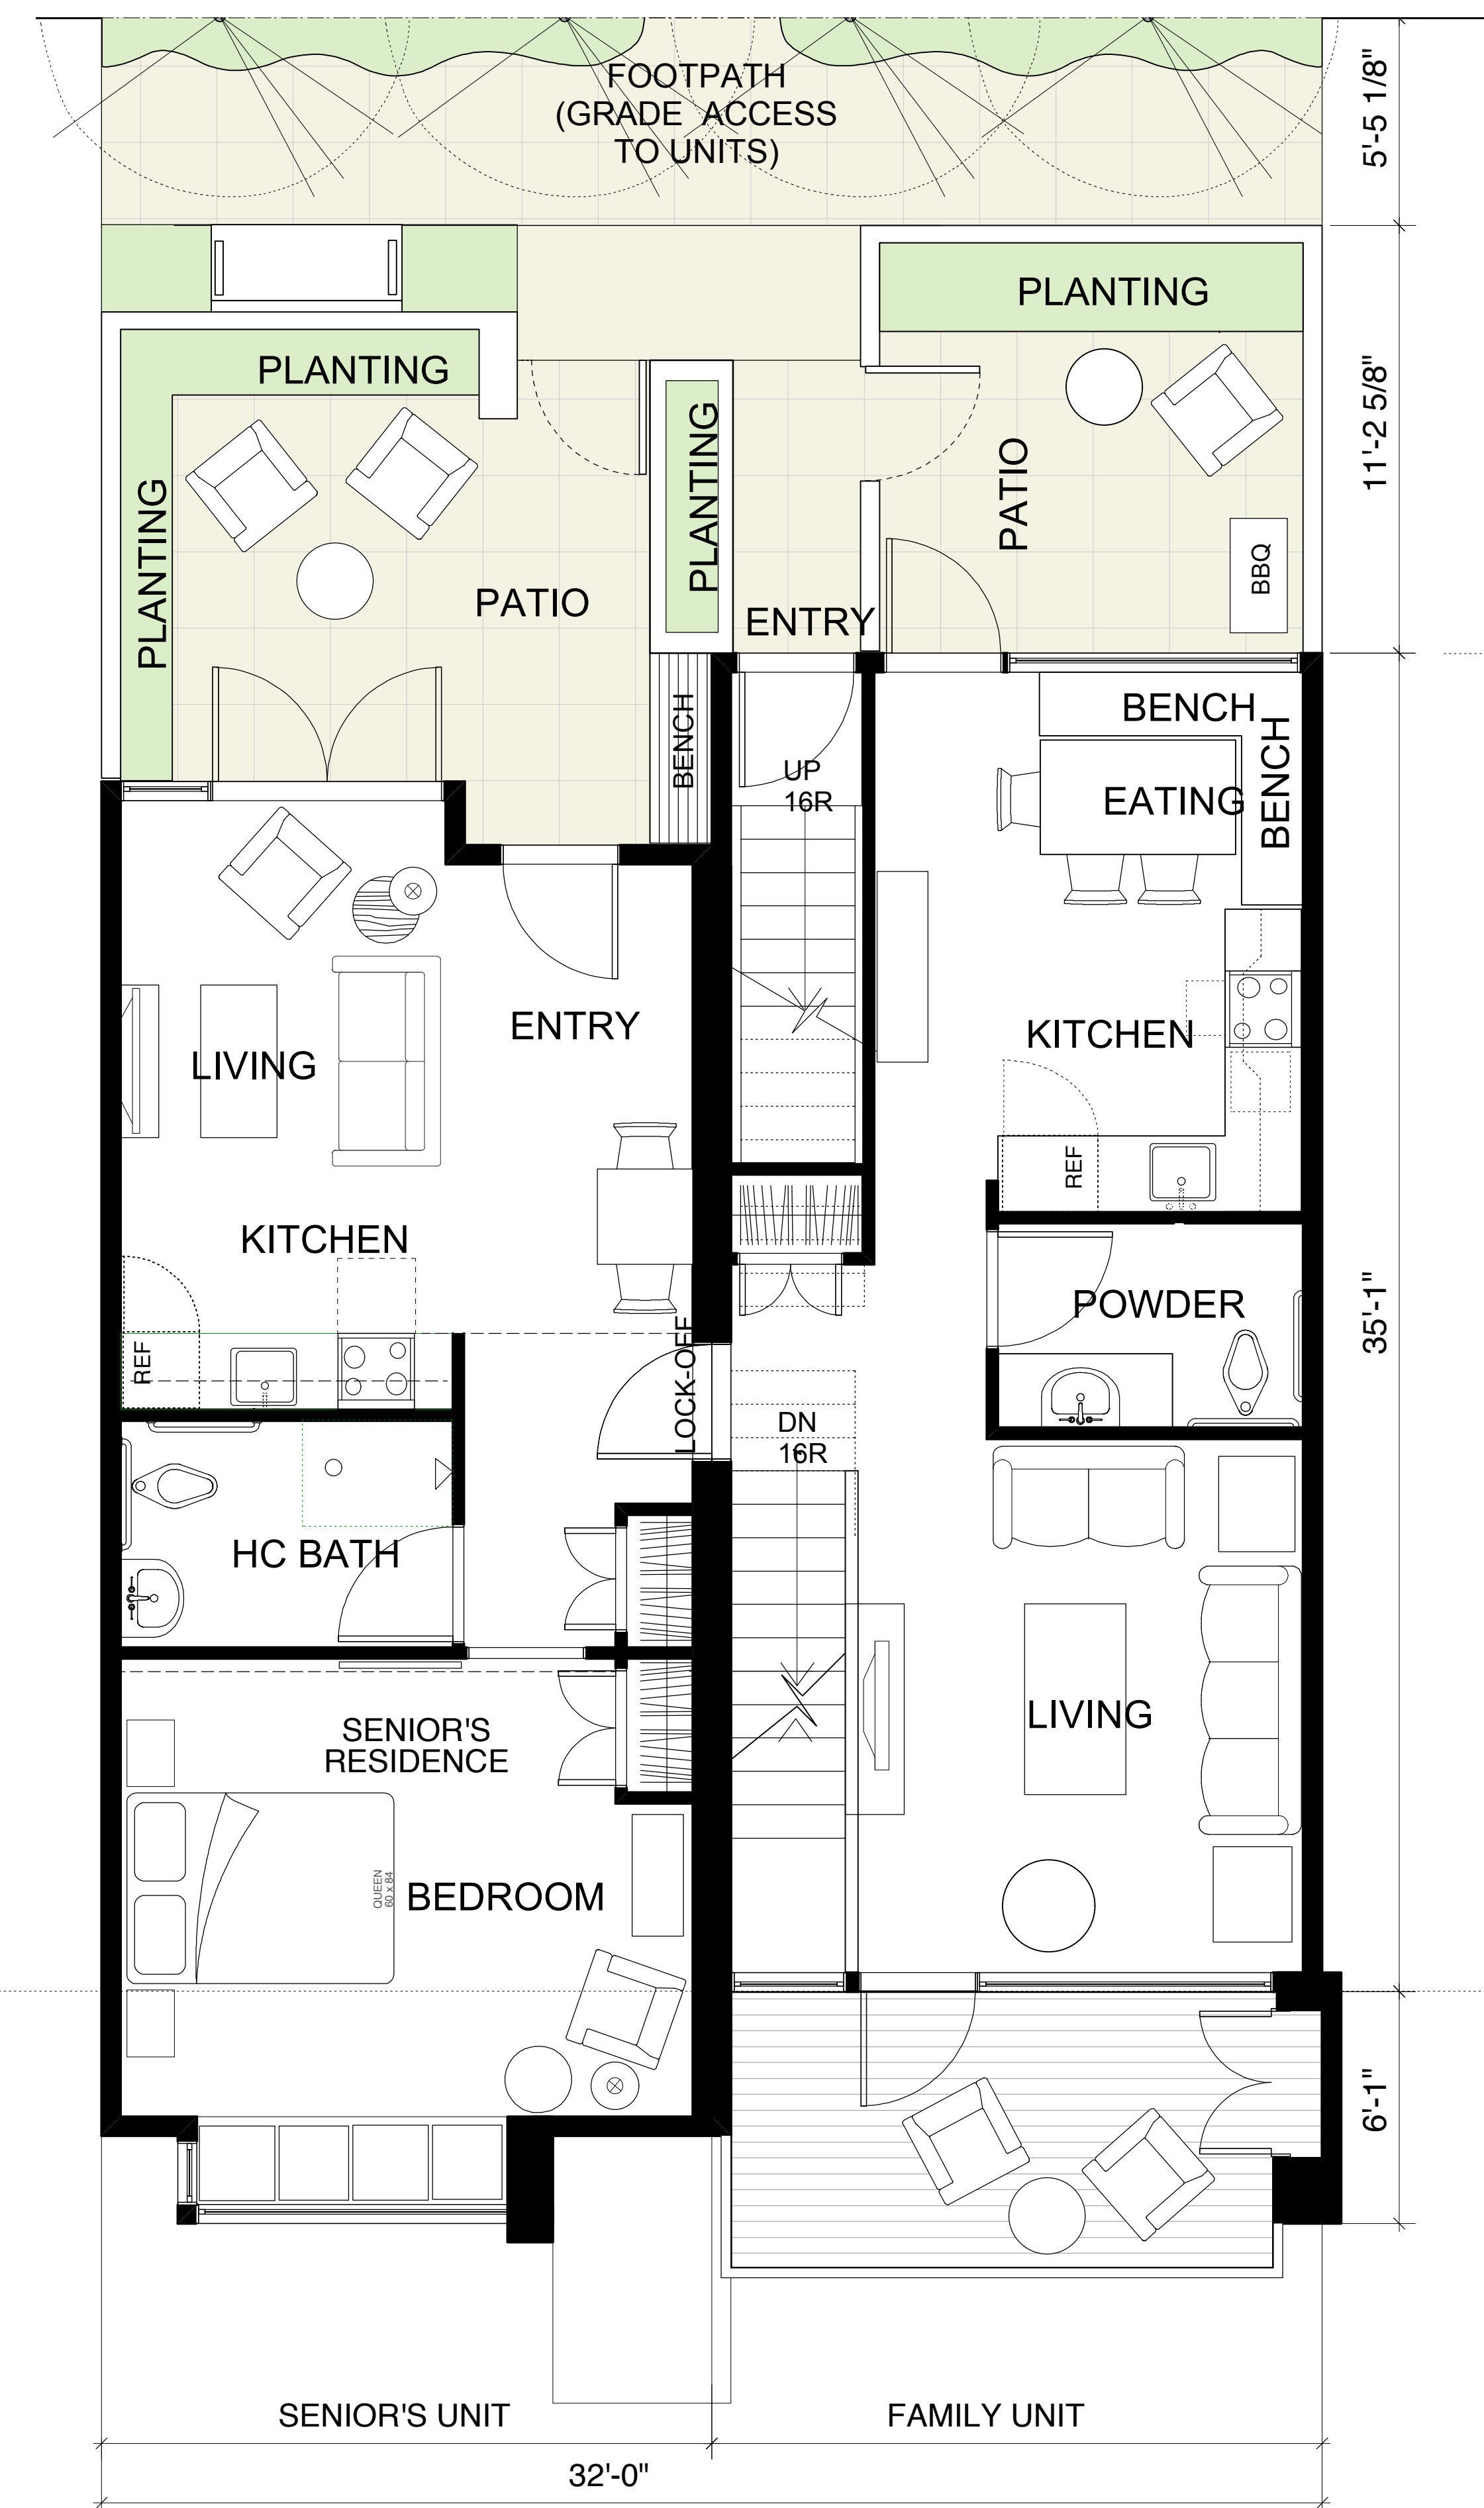 FOOTPATH
(GRADE ACCESS
TO UNITS)
5'-5 1/8"
PLANTING
PLANTING
PLANTING
PLANTING
PATIO
PATIO
BBQ
11'-2 5/8"
ENTRY
BENCH
UP
16R
BENCH
BENCH
EATING
ENTRY
LIVING
KITCHEN
KITCHEN
REF
REF
LOCK-OFF
POWDER
35'-1"
DN
16R
HC BATH
SENIOR'S
RESIDENCE
LIVING
QUEEN
60 x 84
BEDROOM
6'-1"
SENIOR'S UNIT
FAMILY UNIT
32'-0"